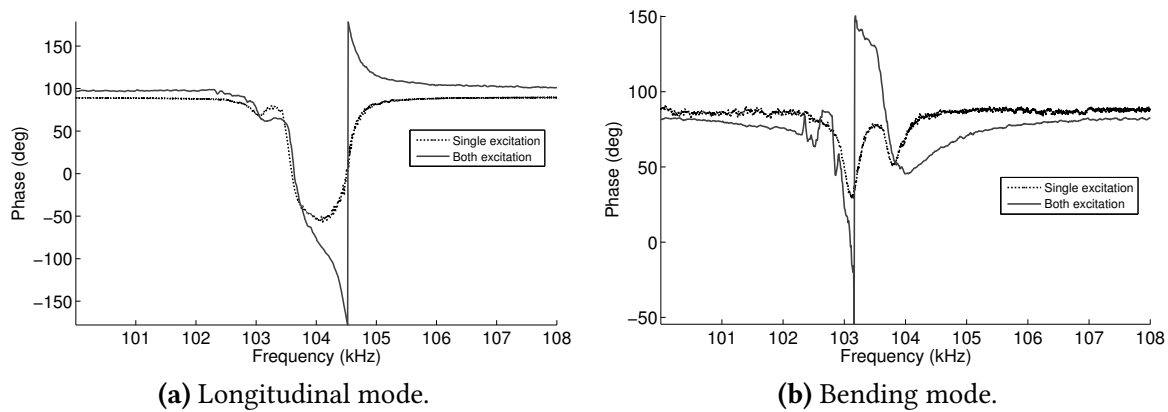 150
100
50
0
−50
−100
−150
Phase (deg)
101 102 103 104 105 106 107 108
Frequency (kHz)
Single excitation
Both excitation
(a) Longitudinal mode.
150
100
50
0
−50
Phase (deg)
101 102 103 104 105 106 107 108
Frequency (kHz)
Single excitation
Both excitation
(b) Bending mode.